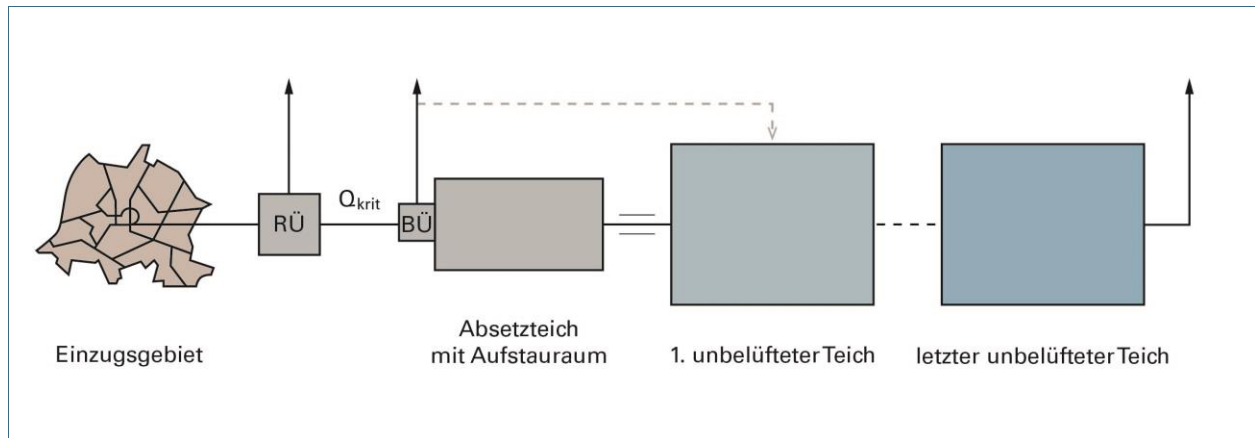 RÜ
Qkrit
BÜ
Einzugsgebiet
Absetzteich
mit Aufstauraum
1. unbelüfteter Teich
letzter unbelüfteter Teich